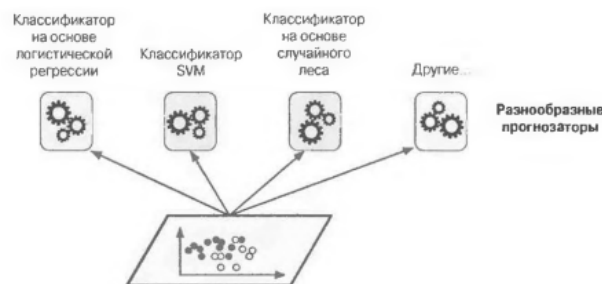 Классификатор
на основе
логистической
регрессии
Классификатор
SVM
Классификатор
на основе
случайного
леса
Другие...
Разнообразные
прогнозаторы